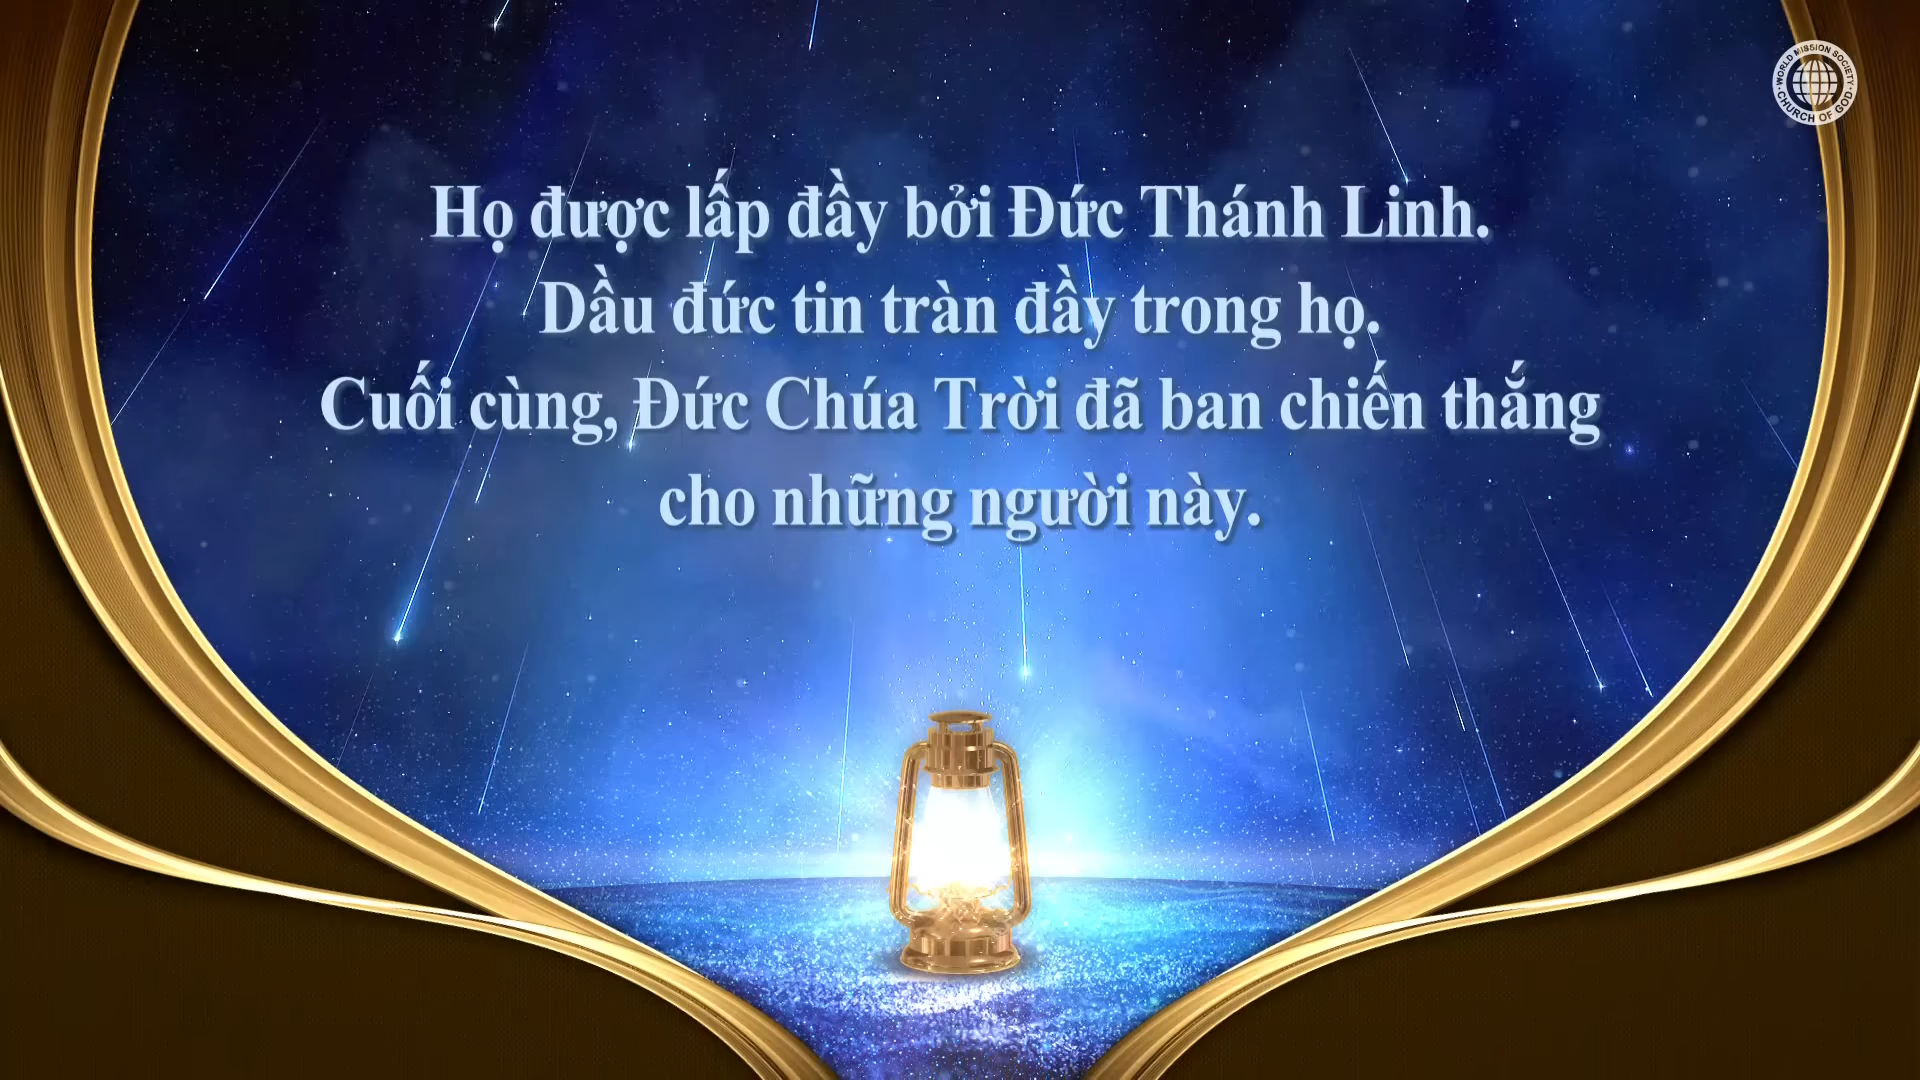 WORLD MISSION SOCIETY
CHURCH OF GOD
Họ được lấp đầy bởi Đức Thánh Linh.
Dầu đức tin tràn đầy trong họ.
Cuối cùng, Đức Chúa Trời đã ban chiến thắng
cho những người này.